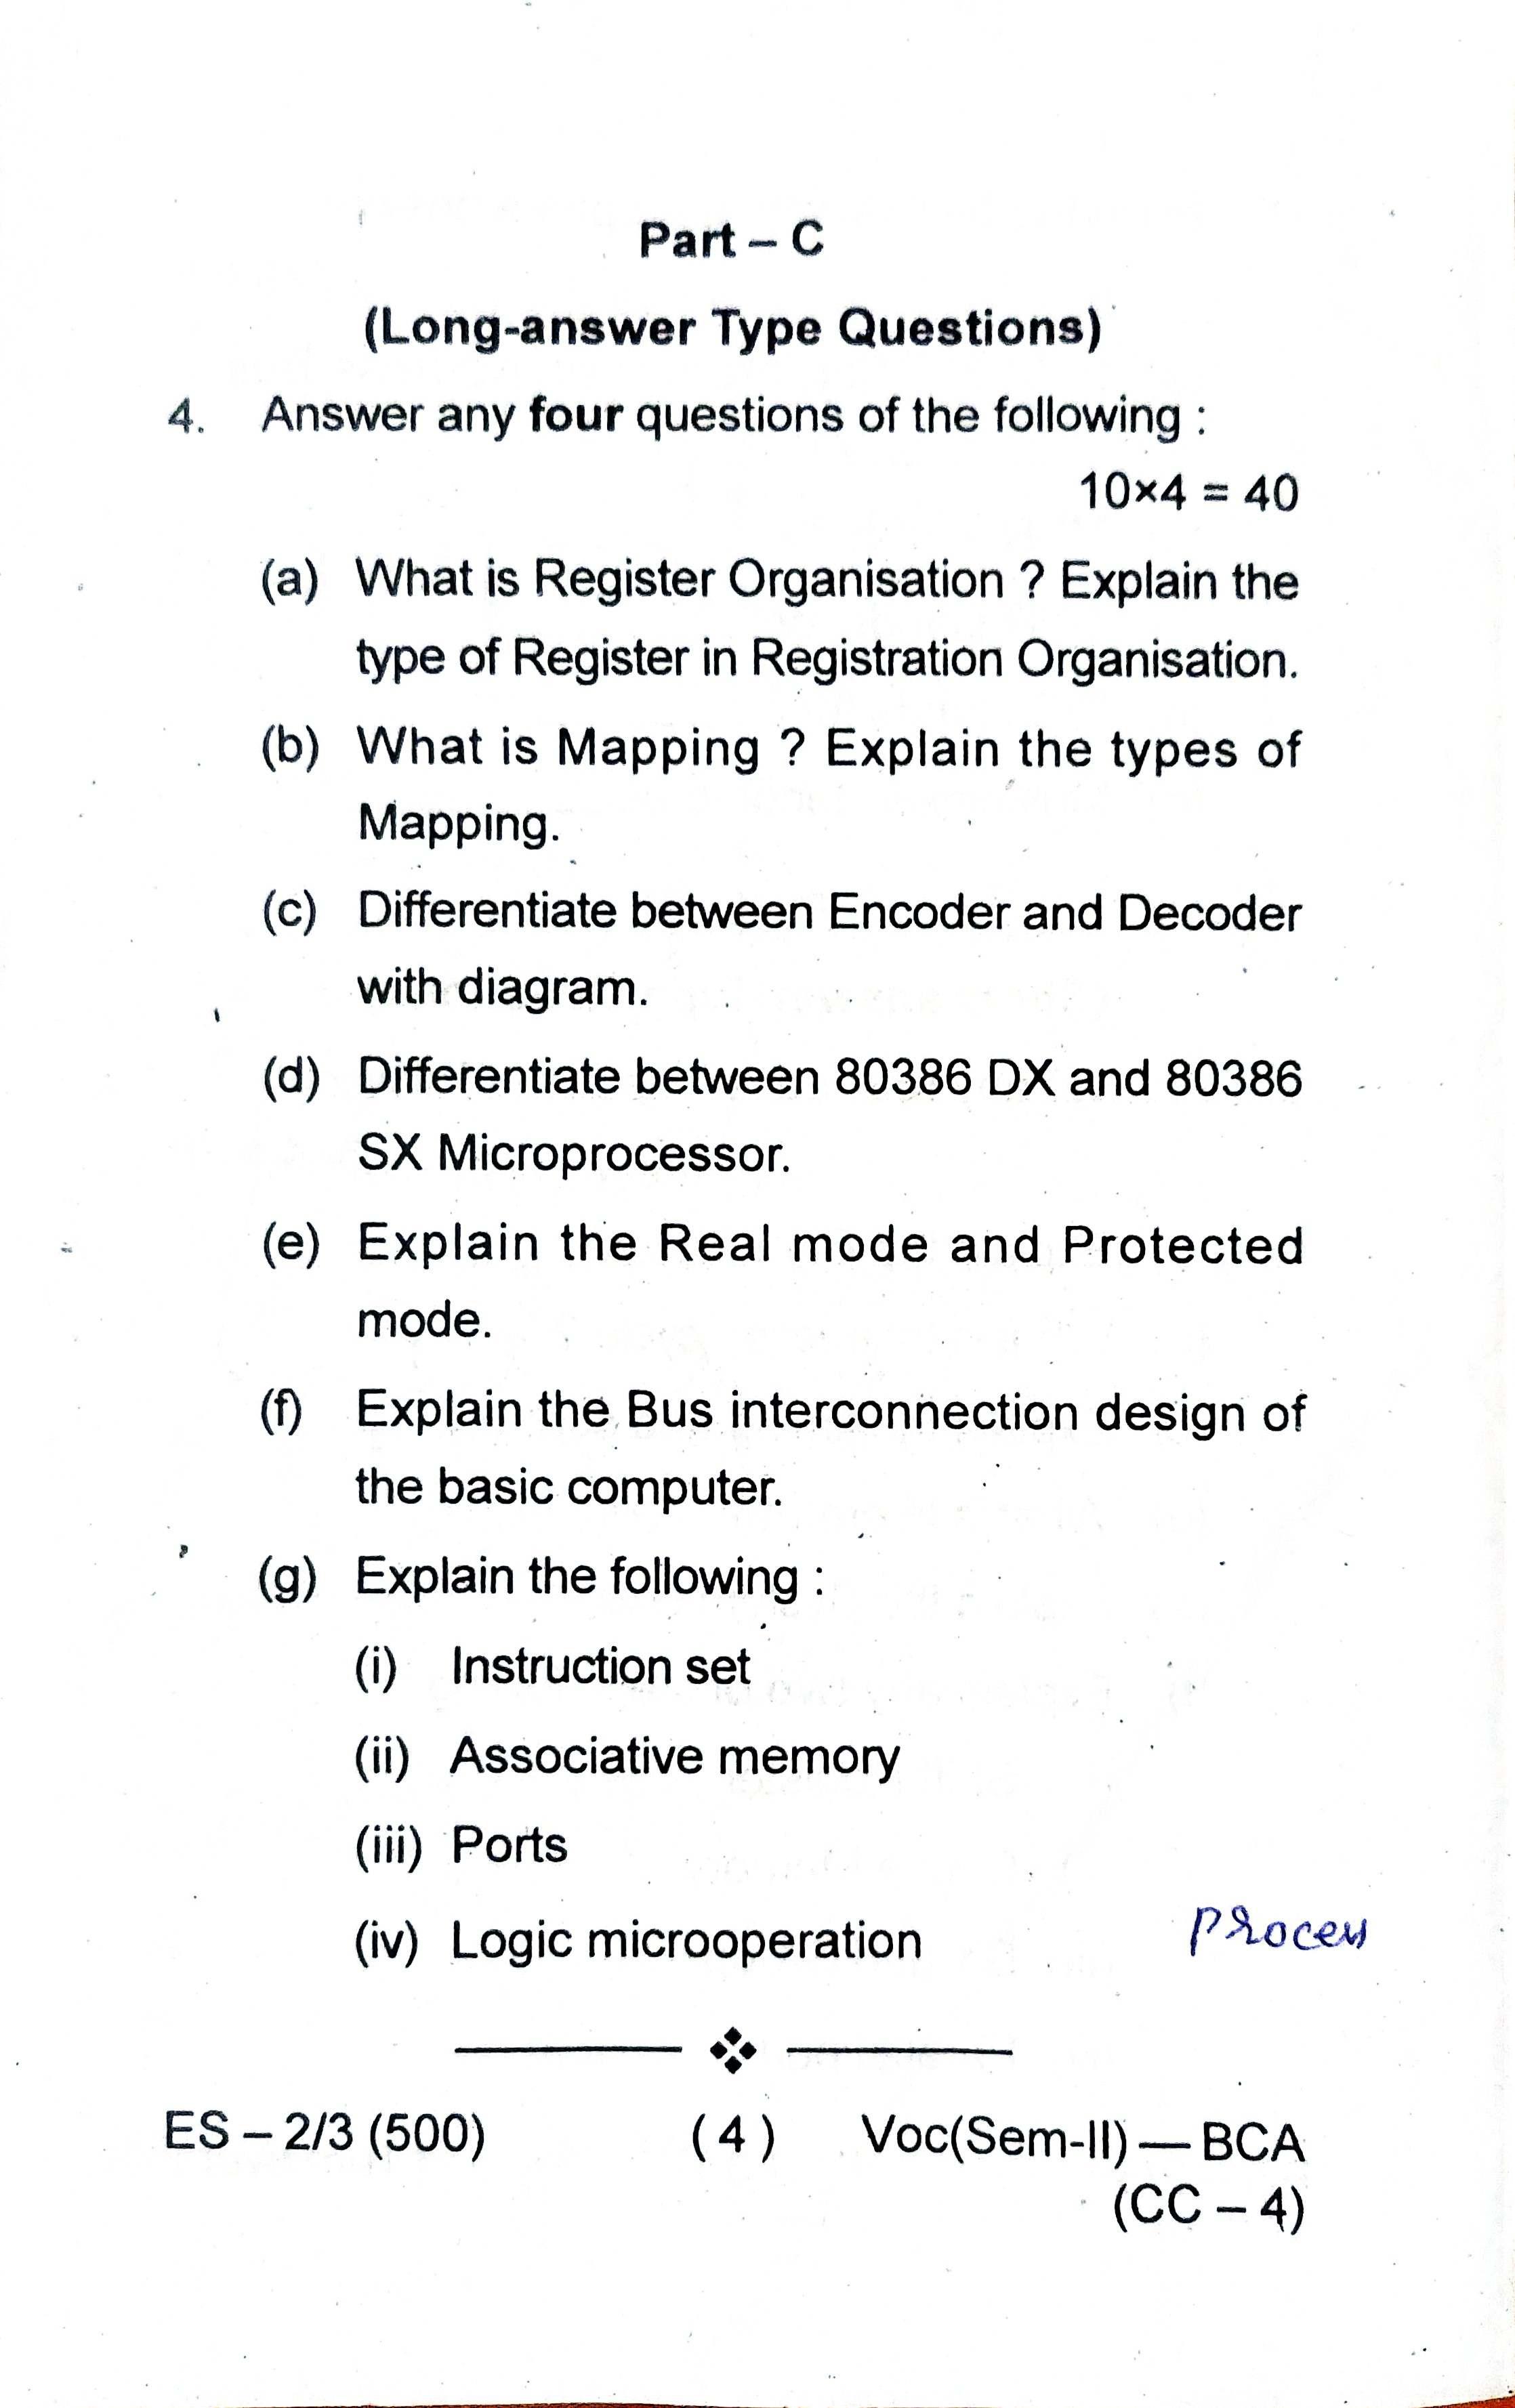 Part – C
(Long-answer Type Questions)
4. Answer any four questions of the following :
10×4 = 40
(a) What is Register Organisation ? Explain the
type of Register in Registration Organisation.
(b) What is Mapping ? Explain the types of
Mapping.
(c) Differentiate between Encoder and Decoder
with diagram.
(d) Differentiate between 80386 DX and 80386
SX Microprocessor.
(e) Explain the Real mode and Protected
mode.
(f) Explain the Bus interconnection design of
the basic computer.
(g) Explain the following :
(i) Instruction set
(ii) Associative memory
(iii) Ports
(iv) Logic microoperation
process
ES – 2/3 (500) ( 4 ) Voc(Sem-II) — BCA
(CC – 4)